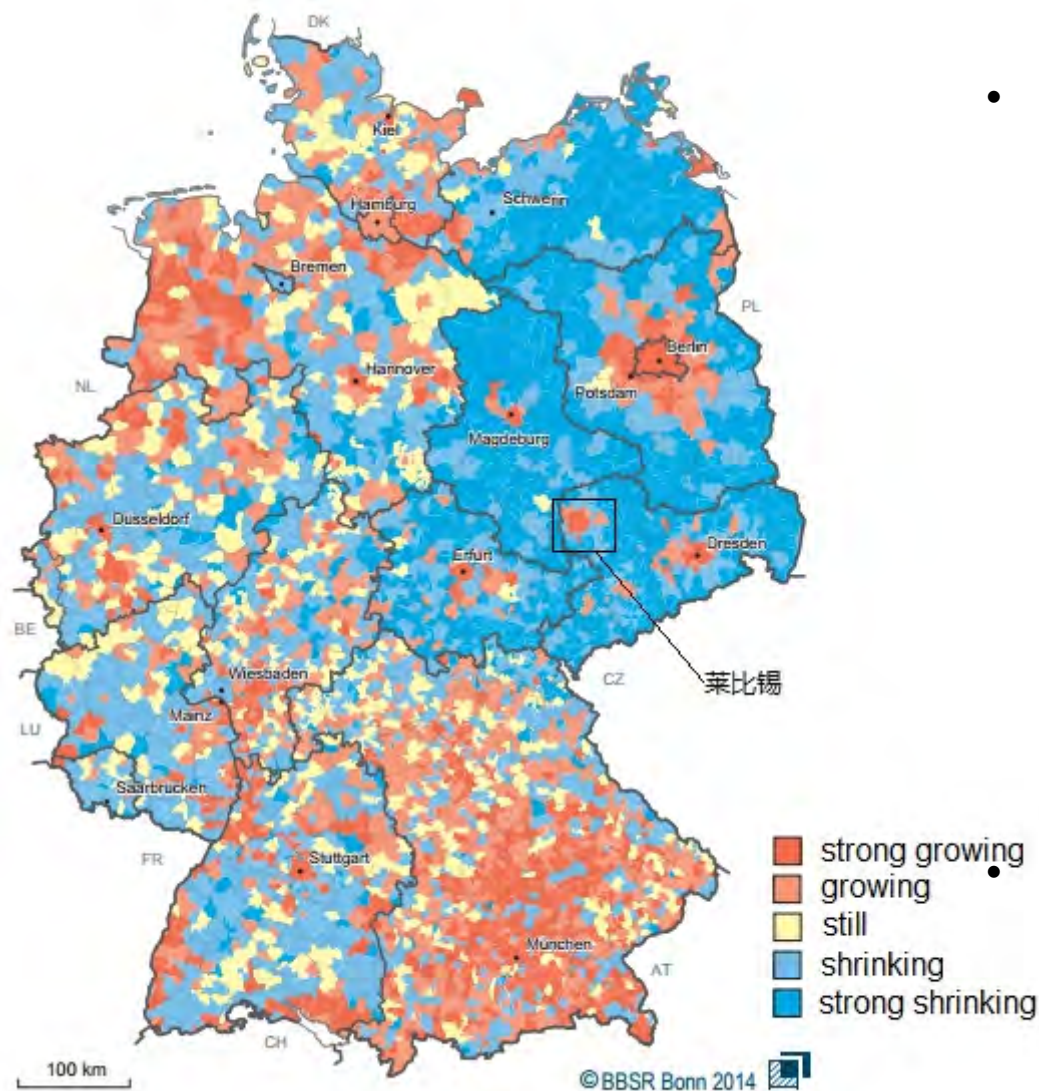 DK
Kiel
Hamburg
Schwerin
Bremen
PL
Berlin
Hannover
Potsdam
NL
Magdeburg
Düsseldorf
Erfurt
Dresden
BE
Wiesbaden
CZ
莱比锡
Mainz
LU
Saarbrücken
FR
Stuttgart
strong growing
growing
still
München
shrinking
AT
strong shrinking
CH
100 km
©BBSR Bonn 2014